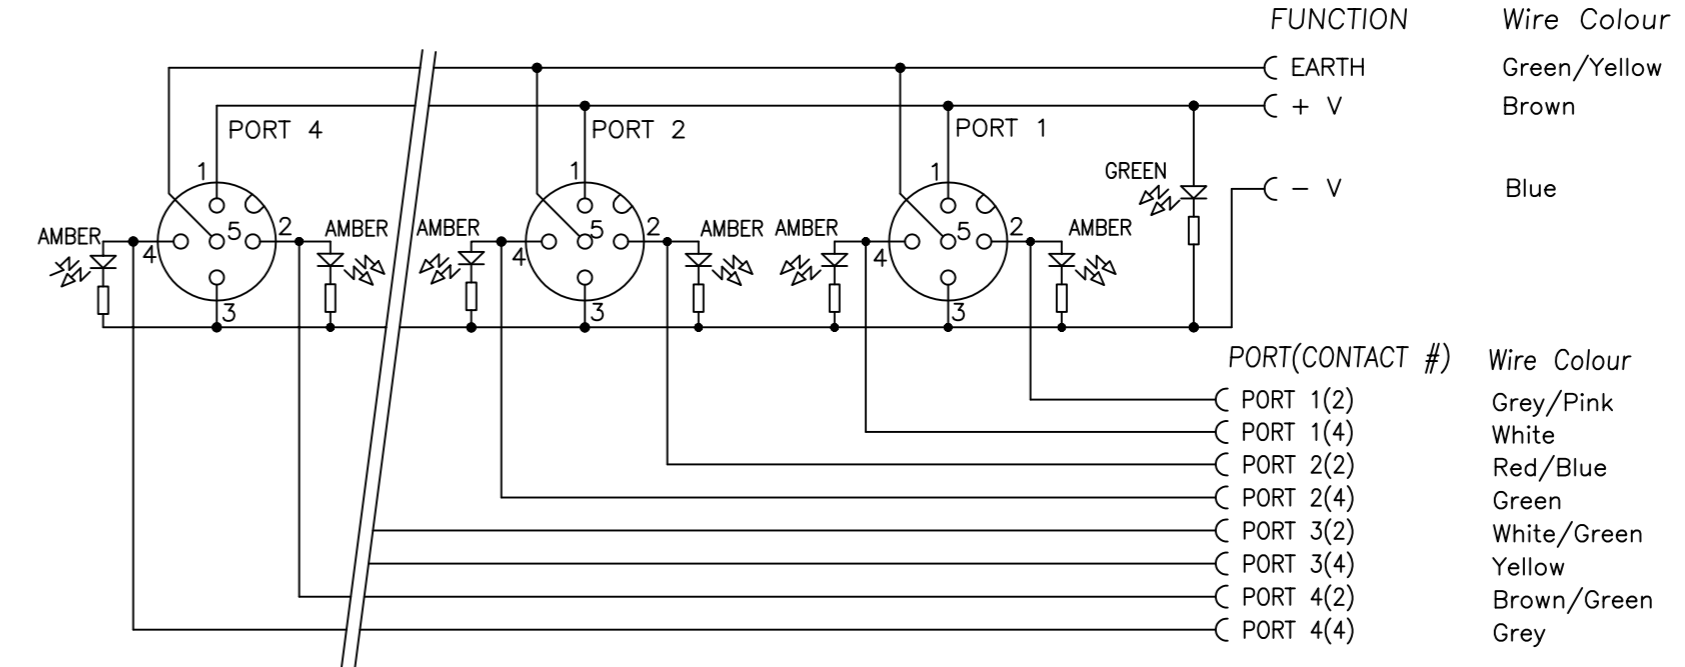 FUNCTION Wire Colour
EARTH Green/Yellow
+ V Brown
PORT 4 PORT 2 PORT 1
1 1 1
GREEN
- V Blue
AMBER 4 5 2 AMBER AMBER 4 5 2 AMBER AMBER 4 5 2 AMBER
3 3 3
PORT(CONTACT #) Wire Colour
PORT 1(2) Grey/Pink
PORT 1(4) White
PORT 2(2) Red/Blue
PORT 2(4) Green
PORT 3(2) White/Green
PORT 3(4) Yellow
PORT 4(2) Brown/Green
PORT 4(4) Grey